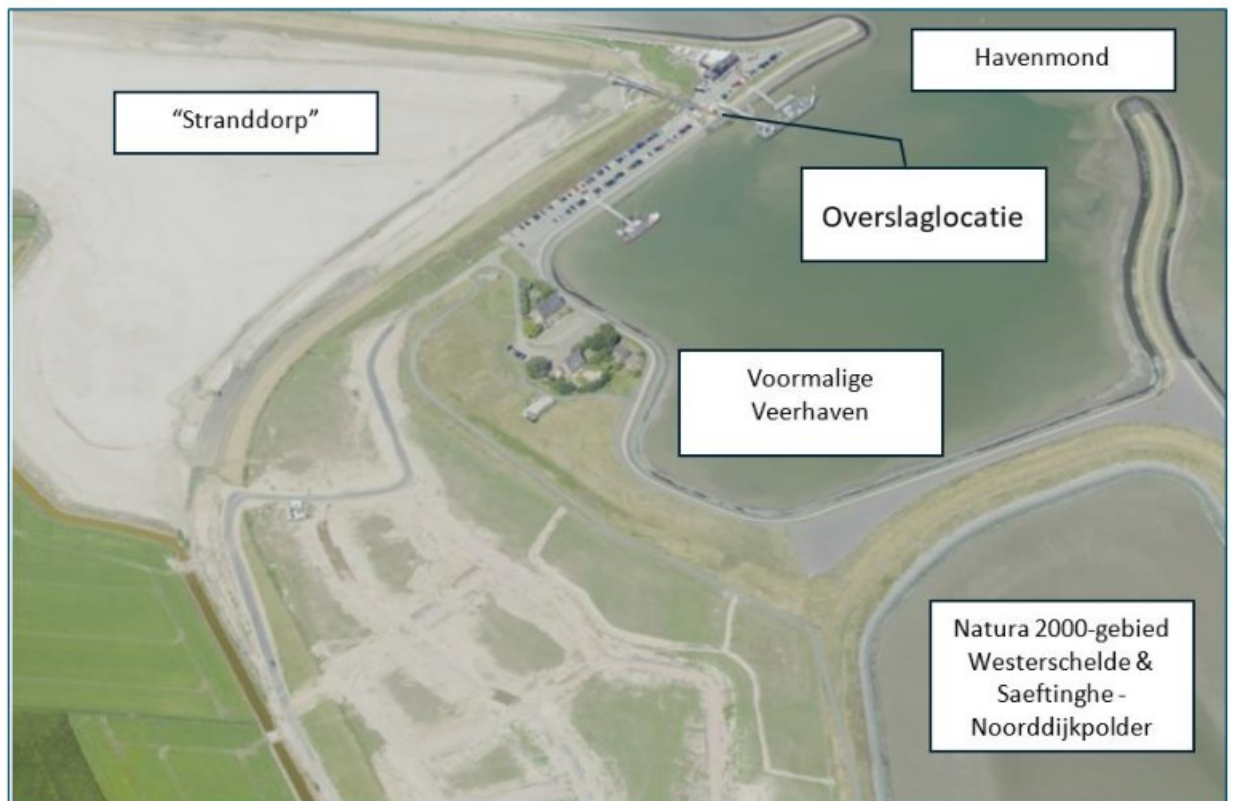 Havenmond
“Stranddorp”
Overslaglocatie
Voormalige
Veerhaven
Natura 2000-gebied
Westerschelde &
Saeftinghe -
Noorddijkpolder